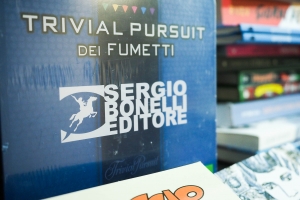 TRIVIAL PURSUIT
DEI FUMETTI
SERGIO
BONELLI
EDITORE